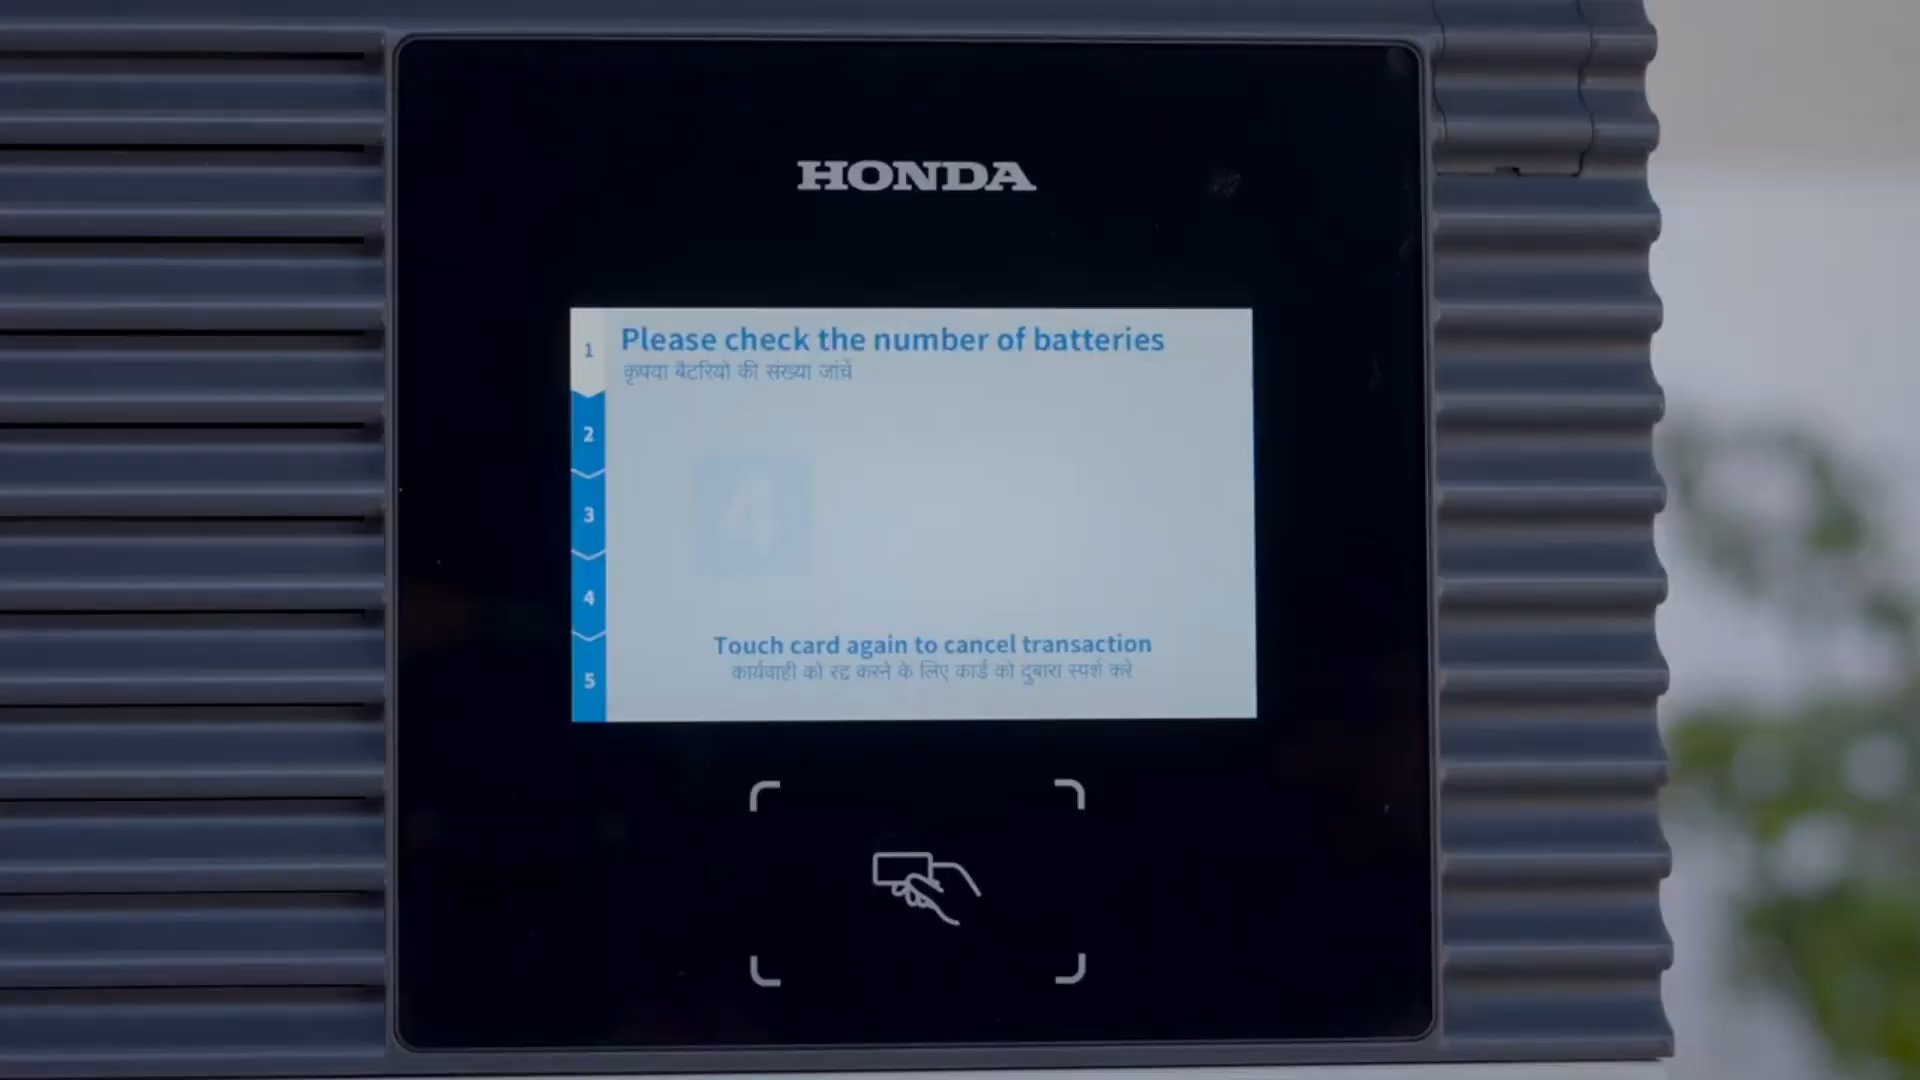 HONDA
1
Please check the number of batteries
कृपया बैटरियों की संख्या जांचें
2
4
3
4
Touch card again to cancel transaction
कार्यवाही को रद्द करने के लिए कार्ड को दुबारा स्पर्श करे
5